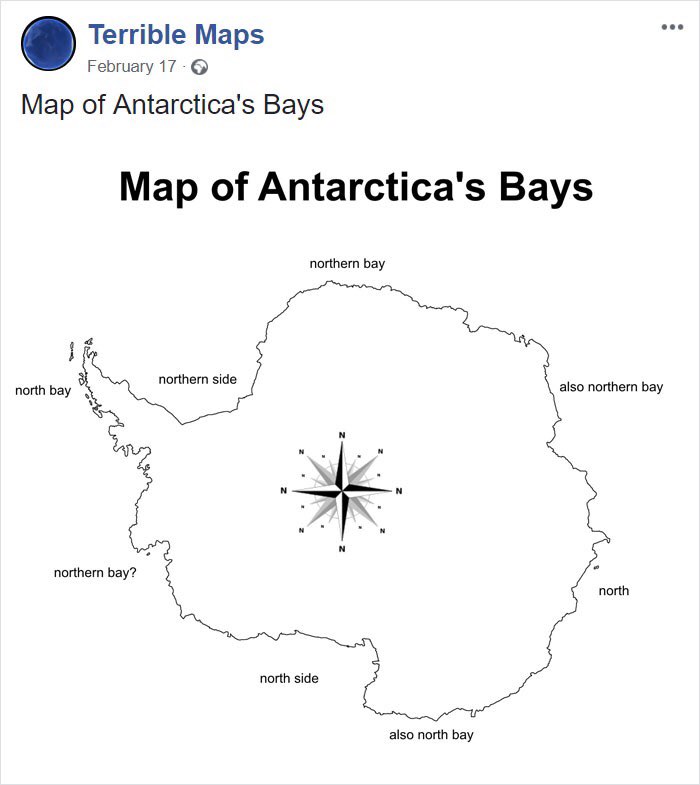 Terrible Maps
February 17 ·
Map of Antarctica's Bays
Map of Antarctica's Bays
northern bay
northern side
north bay
also northern bay
N
N N
N N
N N
N N
N N
N N
N N
N
northern bay?
north
north side
also north bay